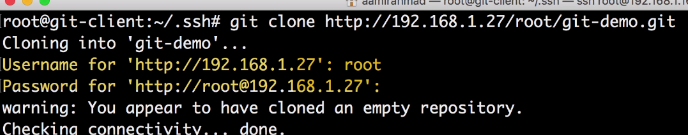 aamirahmad — root@git-client: ~/.ssh — ssh root@192.168.1.16
root@git-client:~/.ssh# git clone http://192.168.1.27/root/git-demo.git
Cloning into 'git-demo'...
Username for 'http://192.168.1.27': root
Password for 'http://root@192.168.1.27':
warning: You appear to have cloned an empty repository.
Checking connectivity... done.